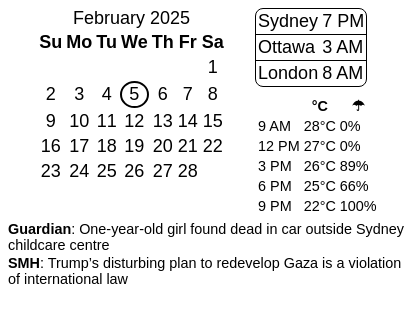 February 2025
Su Mo Tu We Th Fr Sa
1
2 3 4 5 6 7 8
9 10 11 12 13 14 15
16 17 18 19 20 21 22
23 24 25 26 27 28
Sydney 7 PM
Ottawa 3 AM
London 8 AM
°C ☂
9 AM 28°C 0%
12 PM 27°C 0%
3 PM 26°C 89%
6 PM 25°C 66%
9 PM 22°C 100%
Guardian: One-year-old girl found dead in car outside Sydney
childcare centre
SMH: Trump’s disturbing plan to redevelop Gaza is a violation
of international law